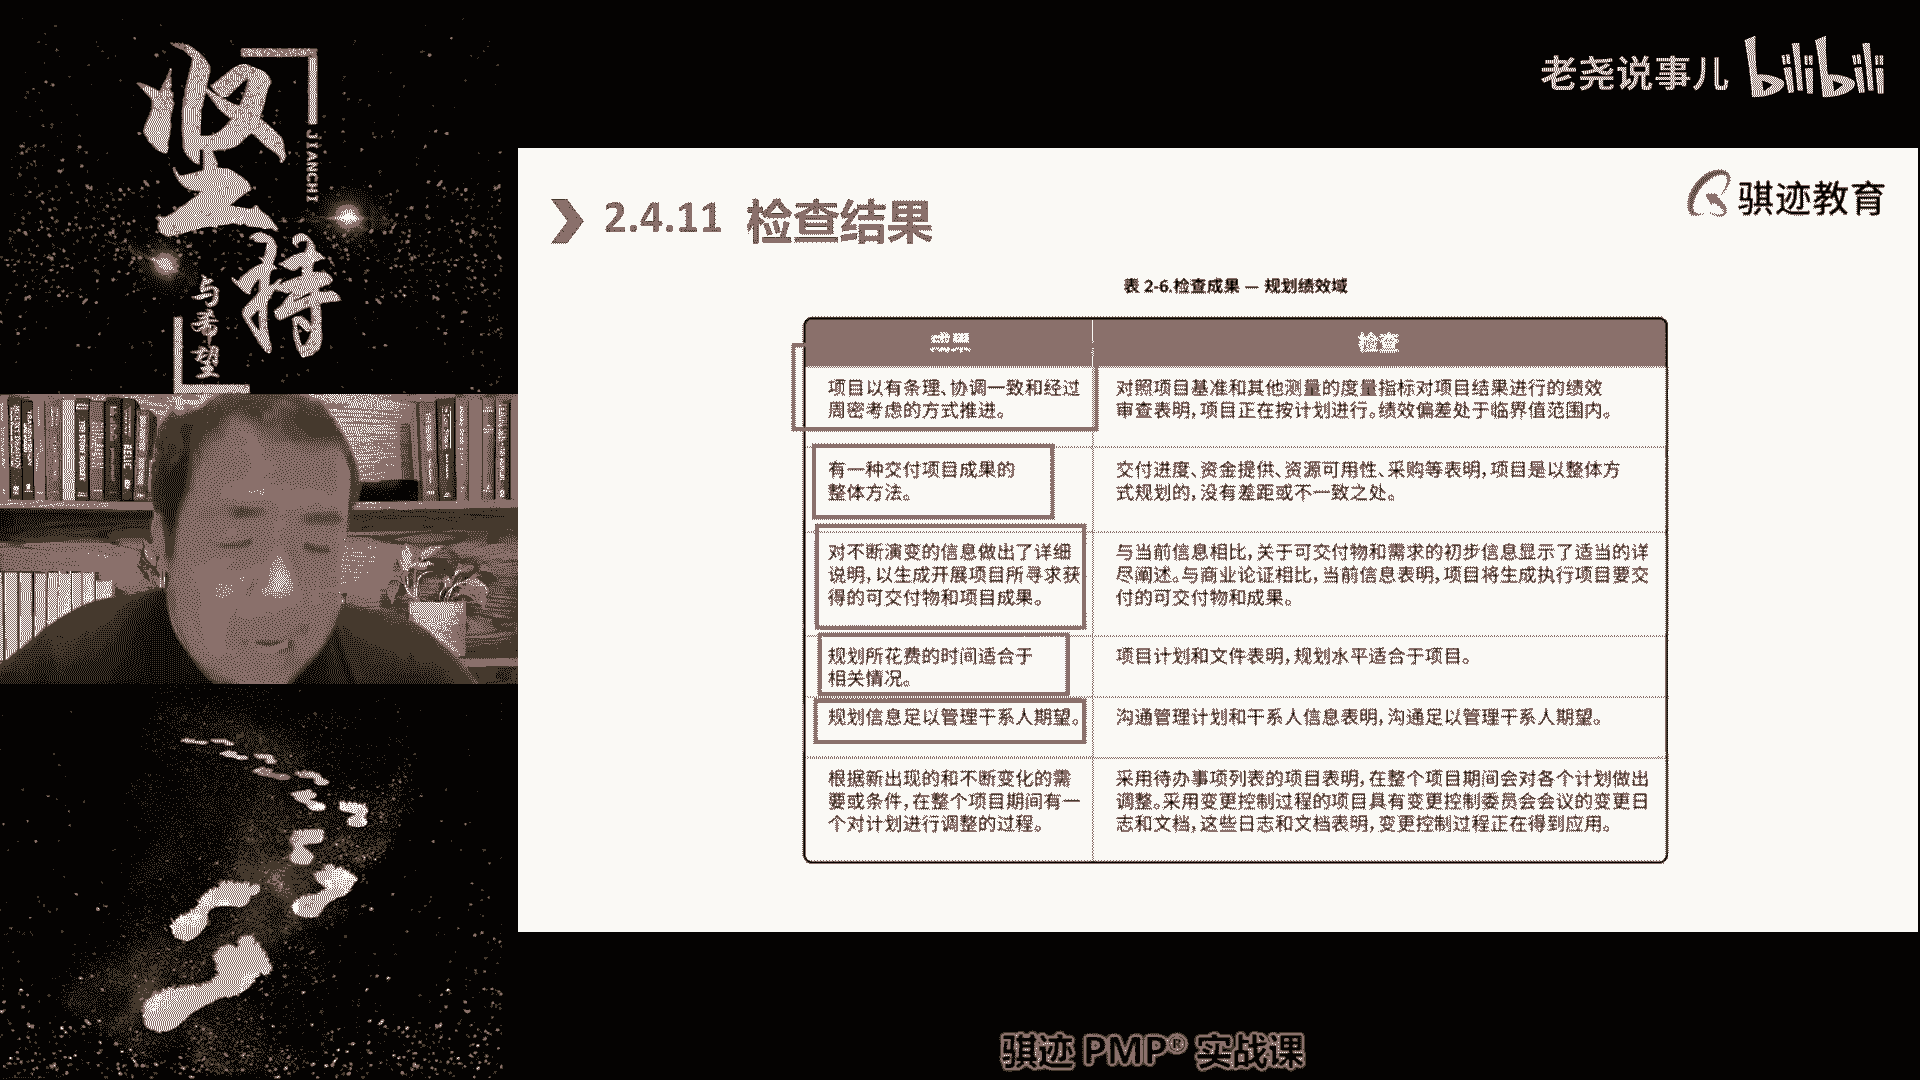 坚
持
JIANCHI
与希望
老尧说事儿 bilibili
骐迹教育
2.4.11 检查结果
表 2-6.检查成果 — 规划绩效域
成果
检查
项目以有条理、协调一致和经过
周密考虑的方式推进。
对照项目基准和其他测量的度量指标对项目结果进行的绩效
审查表明,项目正在按计划进行。绩效偏差处于临界值范围内。
有一种交付项目成果的
整体方法。
交付进度、资金提供、资源可用性、采购等表明,项目是以整体方
式规划的,没有差距或不一致之处。
对不断演变的信息做出了详细
说明,以生成开展项目所寻求获
得的可交付物和项目成果。
与当前信息相比,关于可交付物和需求的初步信息显示了适当的详
尽阐述。与商业论证相比,当前信息表明,项目将生成执行项目要交
付的可交付物和成果。
规划所花费的时间适合于
相关情况。
项目计划和文件表明,规划水平适合于项目。
规划信息足以管理干系人期望。
沟通管理计划和干系人信息表明,沟通足以管理干系人期望。
根据新出现的和不断变化的需
要或条件,在整个项目期间有一
个对计划进行调整的过程。
采用待办事项列表的项目表明,在整个项目期间会对各个计划做出
调整。采用变更控制过程的项目具有变更控制委员会会议的变更日
志和文档,这些日志和文档表明,变更控制过程正在得到应用。
骐迹 PMP® 实战课